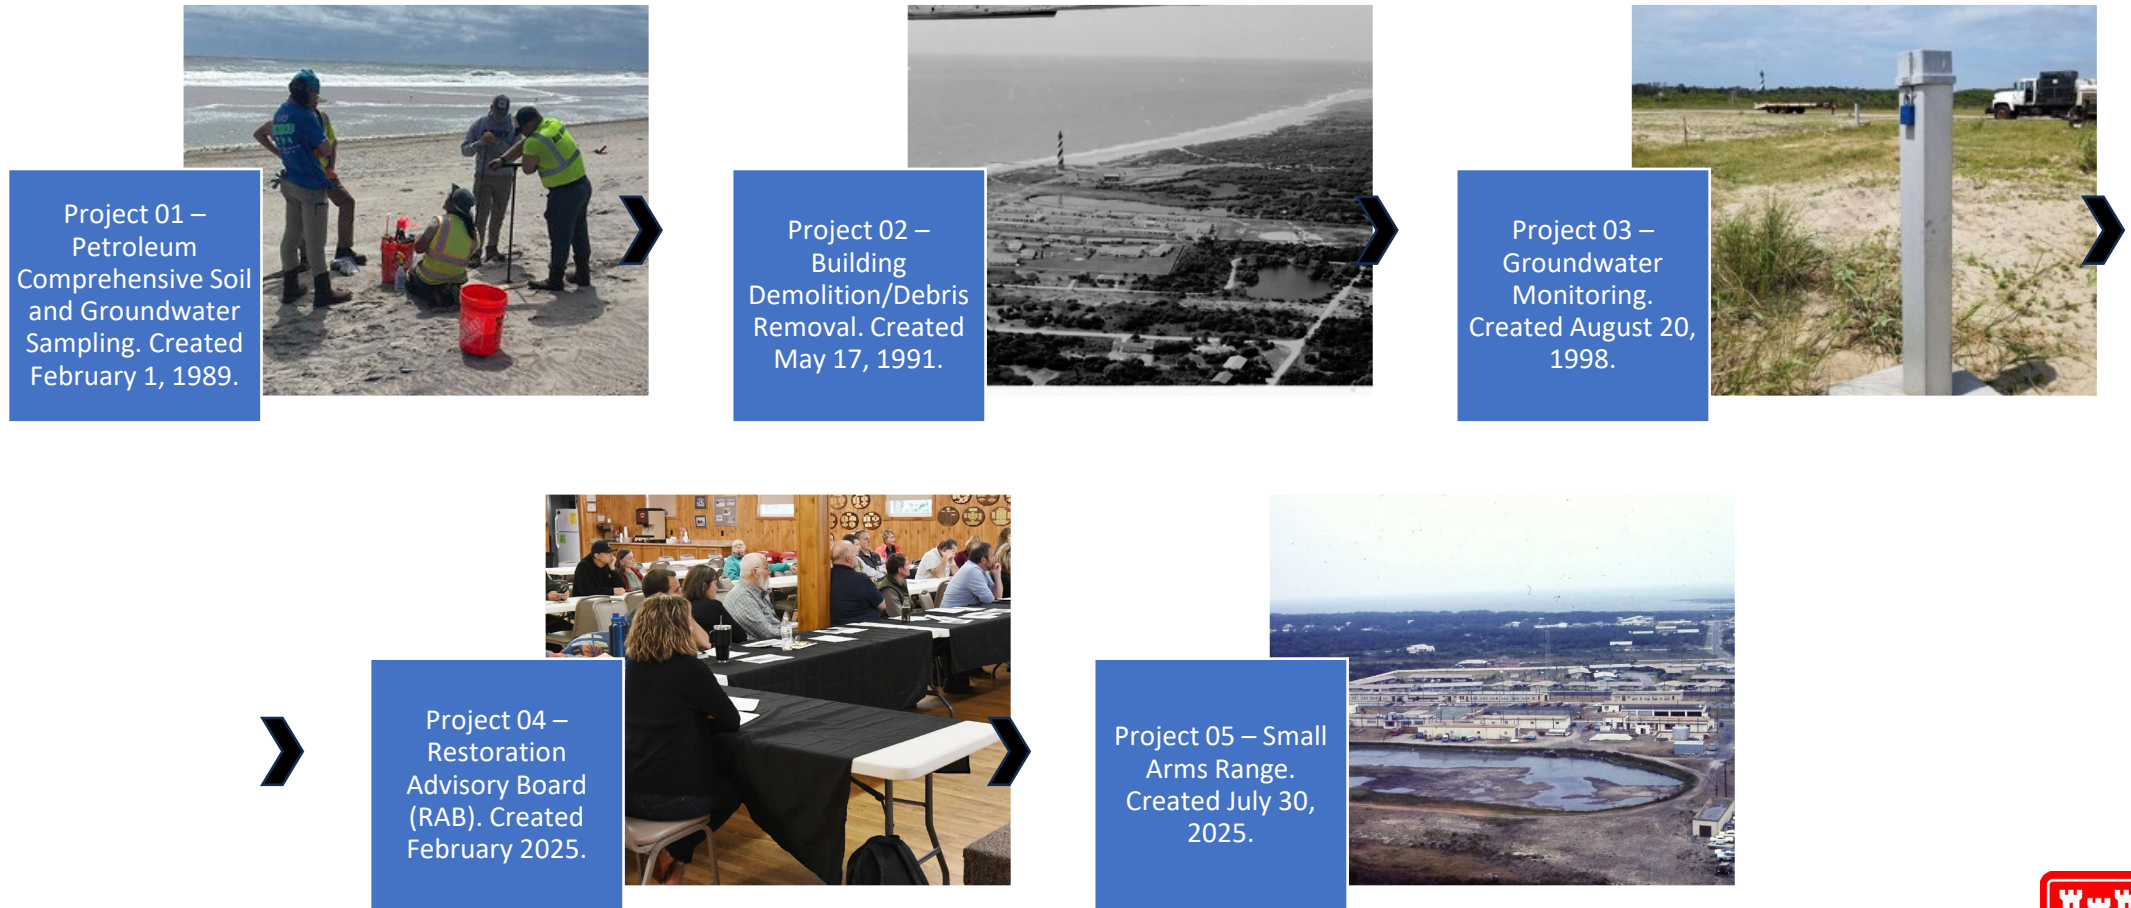 Project 01 –
Petroleum
Comprehensive Soil
and Groundwater
Sampling. Created
February 1, 1989.
Project 02 –
Building
Demolition/Debris
Removal. Created
May 17, 1991.
Project 03 –
Groundwater
Monitoring.
Created August 20,
1998.
Project 04 –
Restoration
Advisory Board
(RAB). Created
February 2025.
Project 05 – Small
Arms Range.
Created July 30,
2025.